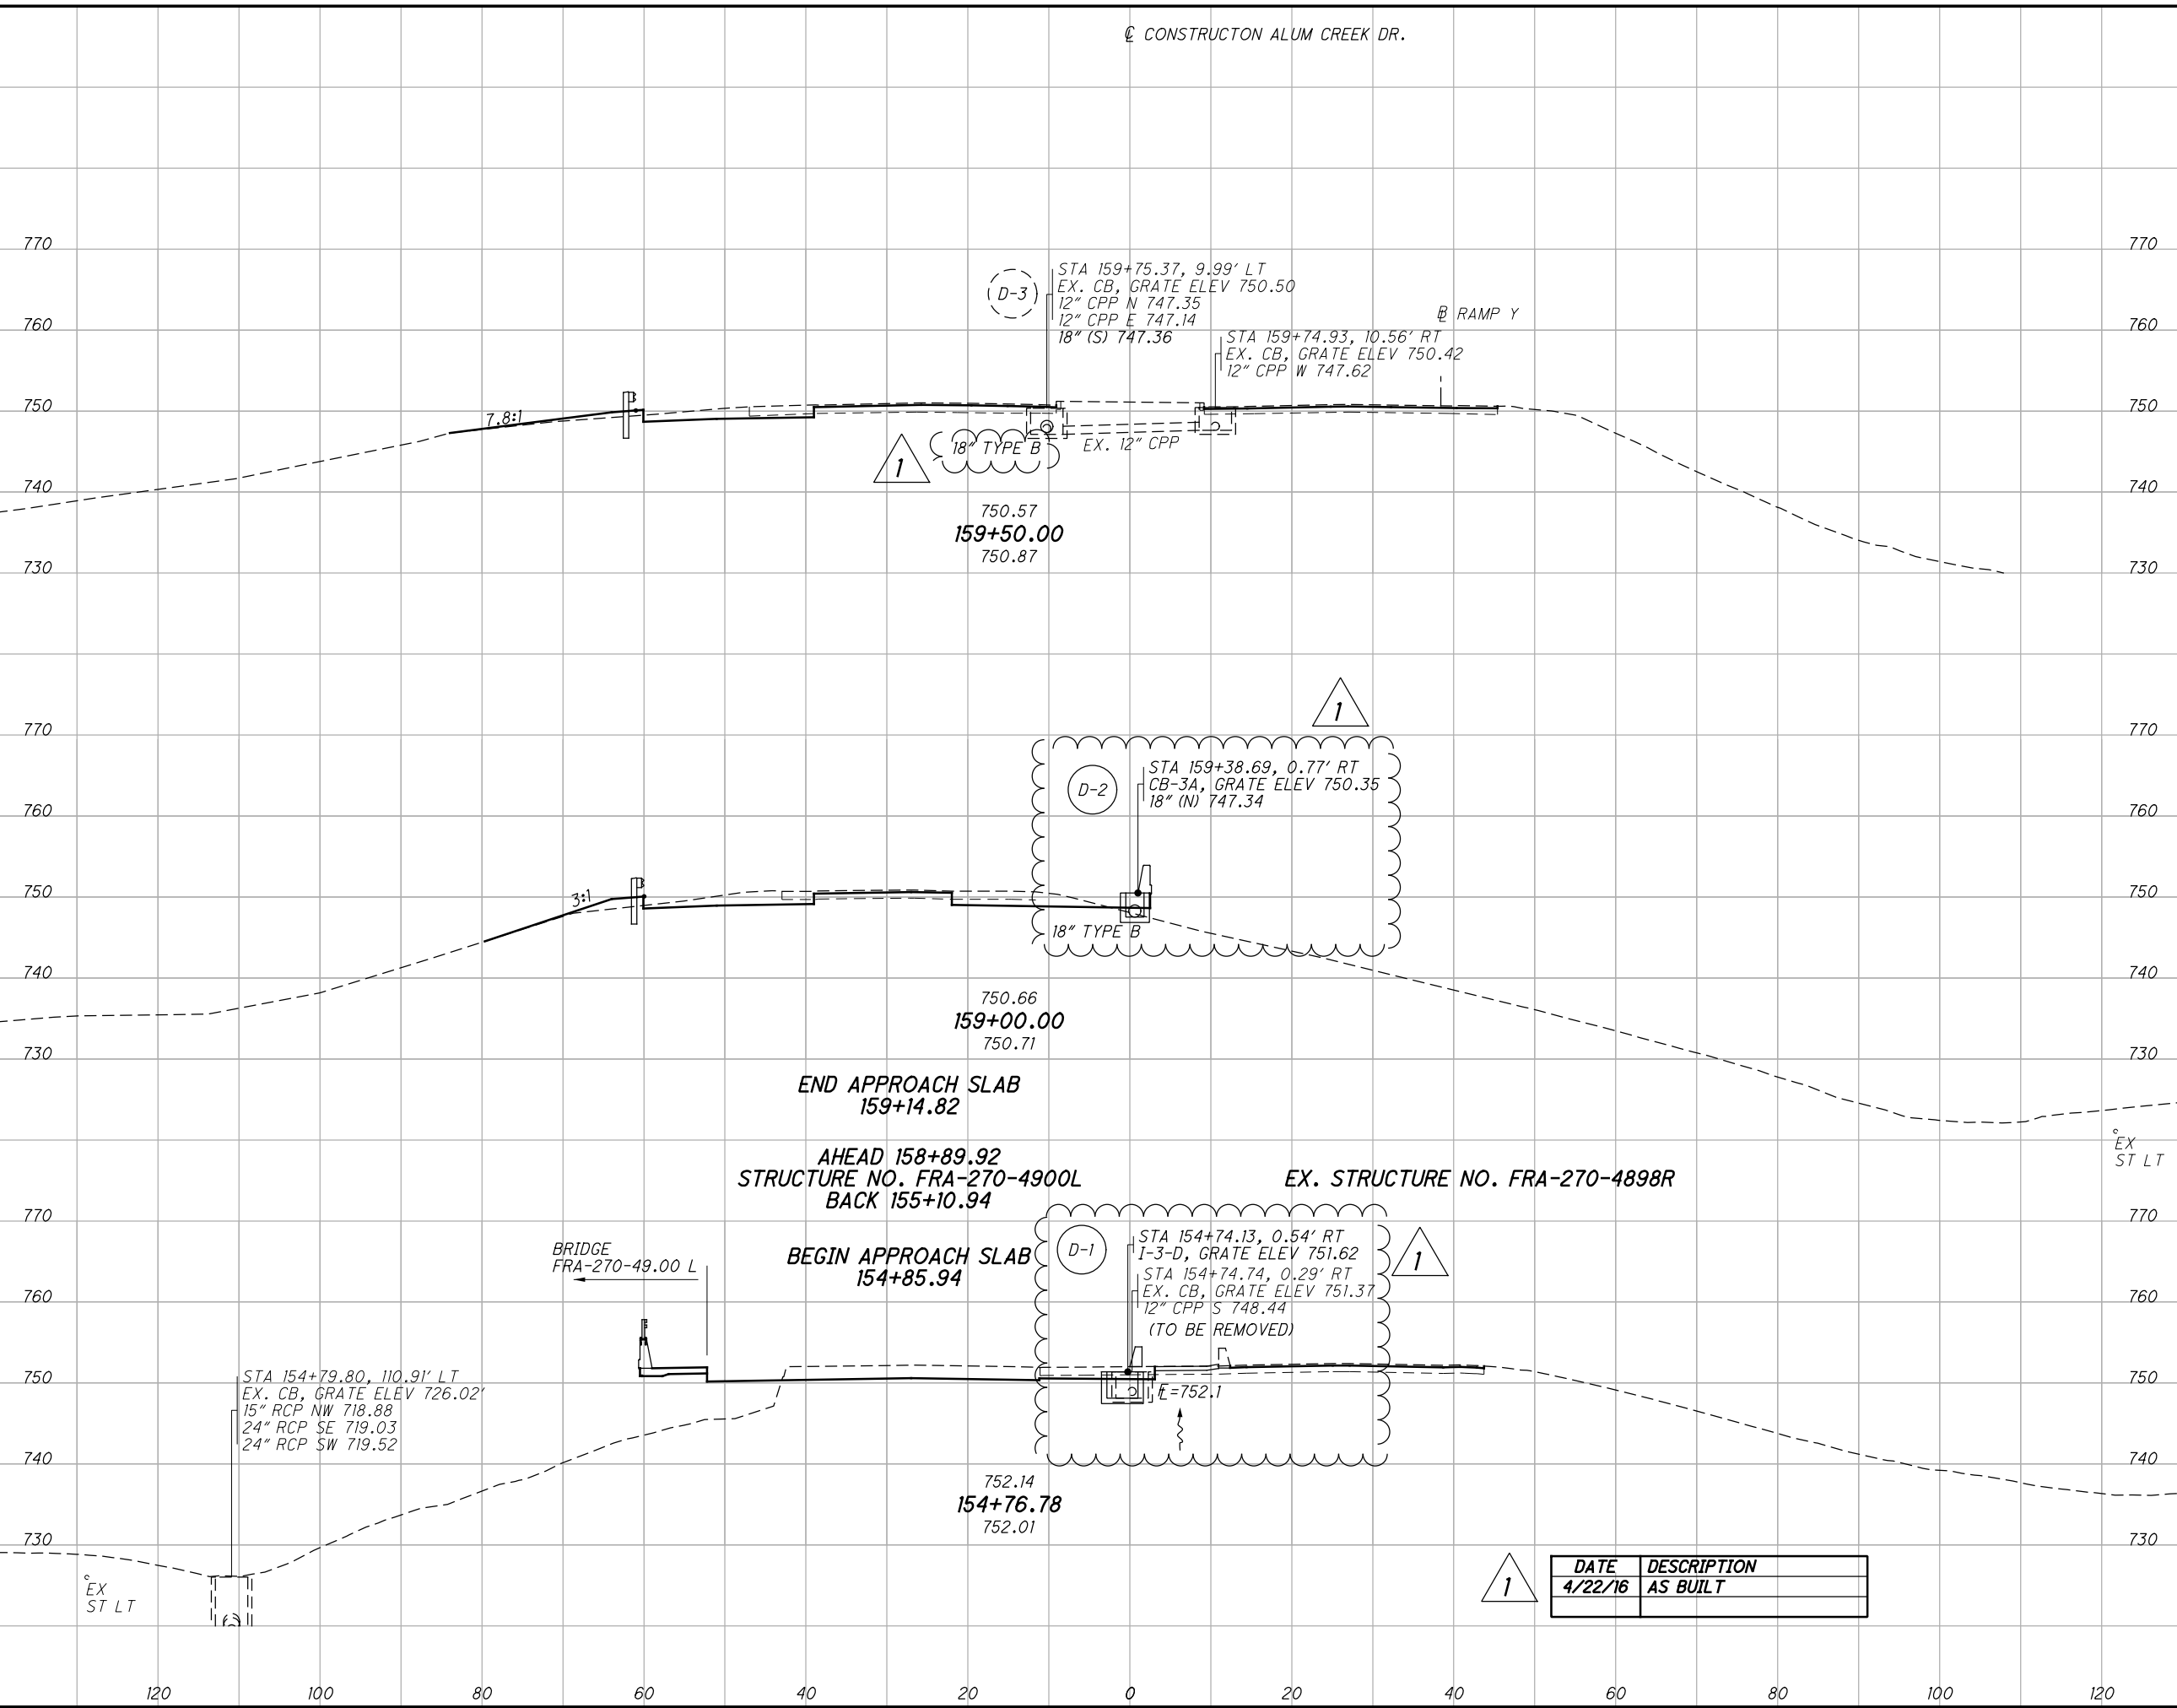 ℄ CONSTRUCTON ALUM CREEK DR.
770 770
STA 159+75.37, 9.99' LT
EX. CB, GRATE ELEV 750.50
D-3
12" CPP N 747.35
12" CPP E 747.14
18" (S) 747.36
760 760
RAMP Y
STA 159+74.93, 10.56' RT
EX. CB, GRATE ELEV 750.42
12" CPP W 747.62
750 750
7.8:1
18" TYPE B
EX. 12" CPP
1
740 740
750.57
159+50.00
750.87
730 730
1
770 770
STA 159+38.69, 0.77' RT
CB-3A, GRATE ELEV 750.35
D-2
18" (N) 747.34
760 760
750 750
3:1
18" TYPE B
740 740
750.66
159+00.00
750.71
730 730
END APPROACH SLAB
159+14.82
EX
ST LT
AHEAD 158+89.92
STRUCTURE NO. FRA-270-4900L
EX. STRUCTURE NO. FRA-270-4898R
BACK 155+10.94
770 770
STA 154+74.13, 0.54' RT
D-1
I-3-D, GRATE ELEV 751.62
1
BRIDGE
FRA-270-49.00 L
BEGIN APPROACH SLAB
154+85.94
STA 154+74.74, 0.29' RT
EX. CB, GRATE ELEV 751.37
12" CPP S 748.44
(TO BE REMOVED)
760 760
750 750
STA 154+79.80, 110.91' LT
EX. CB, GRATE ELEV 726.02'
15" RCP NW 718.88
24" RCP SE 719.03
24" RCP SW 719.52
=752.1
740 740
752.14
154+76.78
752.01
730 730
EX
ST LT
1
DATE DESCRIPTION
4/22/16 AS BUILT
120 100 80 60 40 20 0 20 40 60 80 100 120